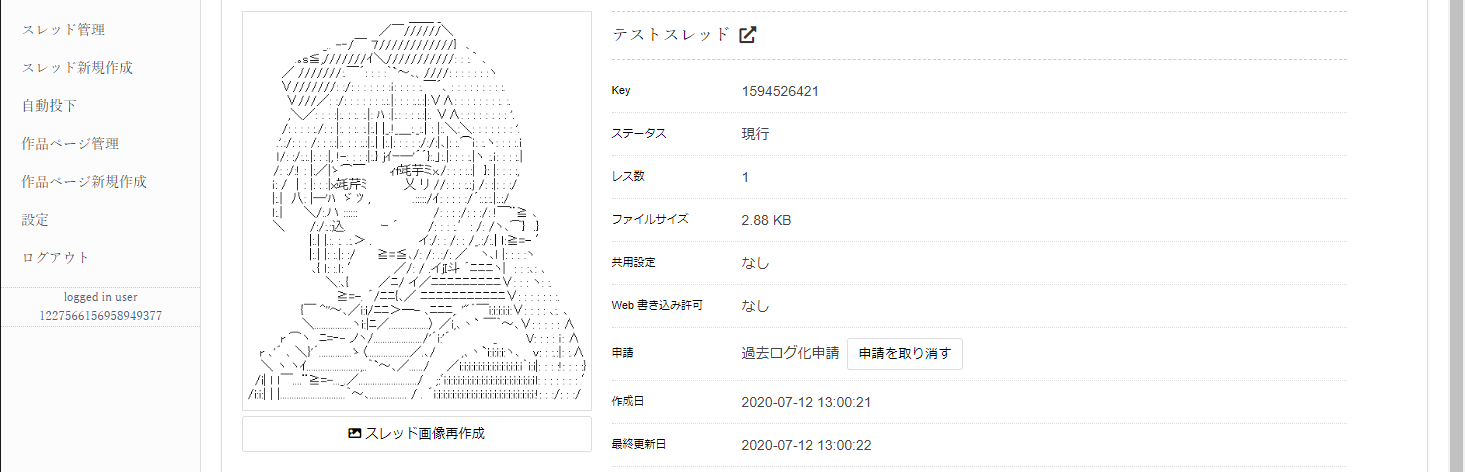 スレッド管理
スレッド新規作成
自動投下
作品ページ管理
作品ページ新規作成
設定
ログアウト
logged in user
1227566156958949377
スレッド画像再作成
テストスレッド
Key 1594526421
ステータス 現行
レス数 1
ファイルサイズ 2.88 KB
共用設定 なし
Web 書き込み許可 なし
申請 過去ログ化申請 申請を取り消す
作成日 2020-07-12 13:00:21
最終更新日 2020-07-12 13:00:22